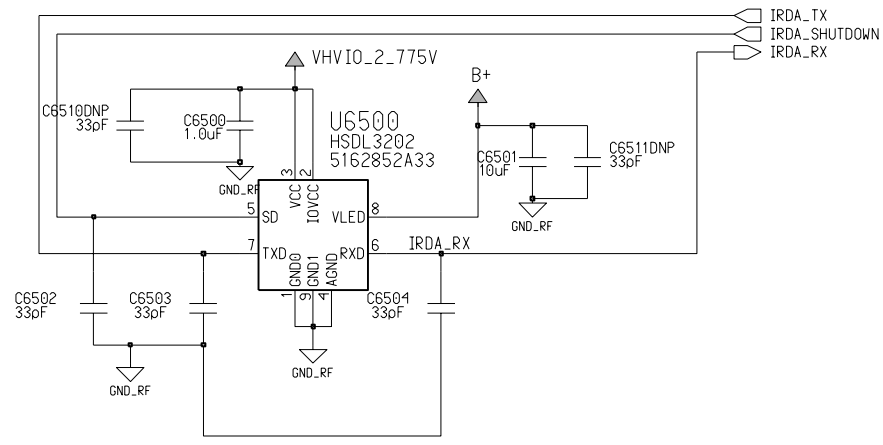 IRDA_TX
IRDA_SHUTDOWN
IRDA_RX
VHVIO_2_775V
B+
C6510DNP
33pF
C6500
1.0uF
U6500
HSDL3202
5162852A33
C6501
10uF
C6511DNP
33pF
GND_RF
GND_RF
3
2
VCC
IOVCC
5
SD
VLED
8
7
TXD
RXD
6
IRDA_RX
GND0
GND1
AGND
1
9
4
C6502
33pF
C6503
33pF
C6504
33pF
GND_RF
GND_RF